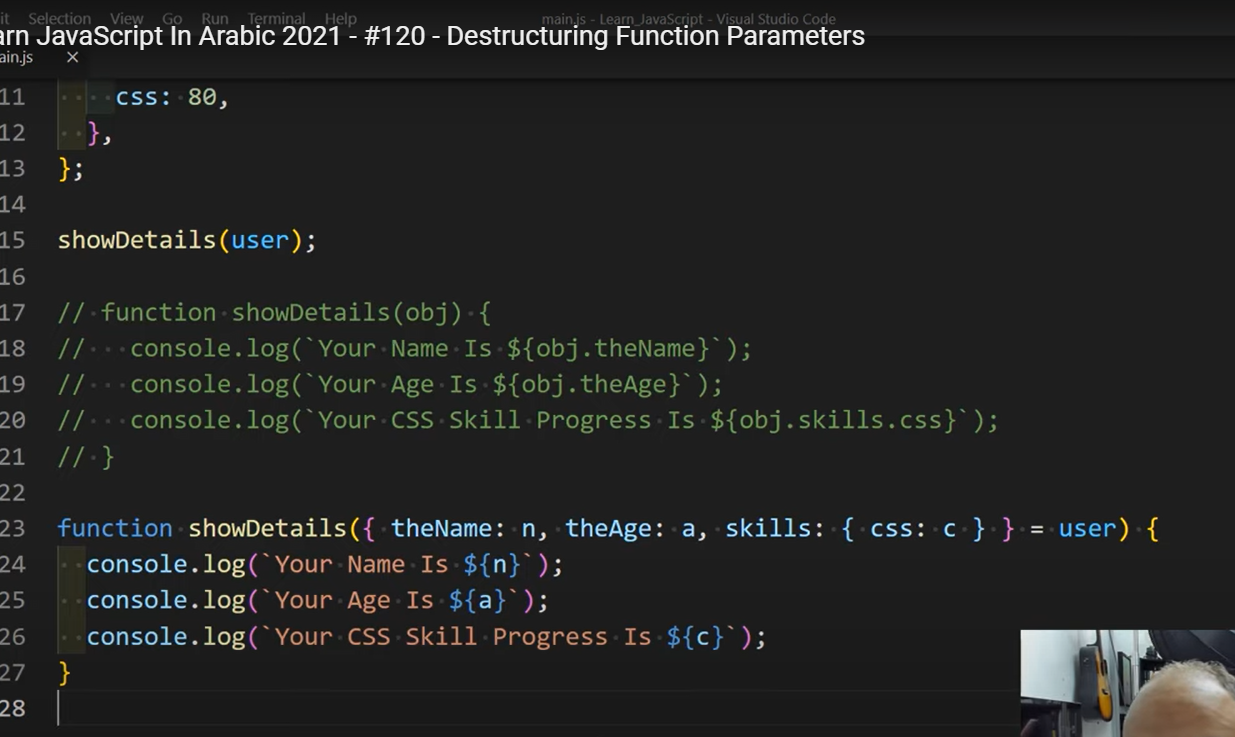 it Selection View Go Run Terminal Help main.js - Learn_JavaScript - Visual Studio Code
arn JavaScript In Arabic 2021 - #120 - Destructuring Function Parameters
ain.js ×
11 css: 80,
12 },
13 };
14
15 showDetails(user);
16
17 // function showDetails(obj) {
18 // console.log(`Your Name Is ${obj.theName}`);
19 // console.log(`Your Age Is ${obj.theAge}`);
20 // console.log(`Your CSS Skill Progress Is ${obj.skills.css}`);
21 // }
22
23 function showDetails({ theName: n, theAge: a, skills: { css: c } } = user) {
24 console.log(`Your Name Is ${n}`);
25 console.log(`Your Age Is ${a}`);
26 console.log(`Your CSS Skill Progress Is ${c}`);
27 }
28